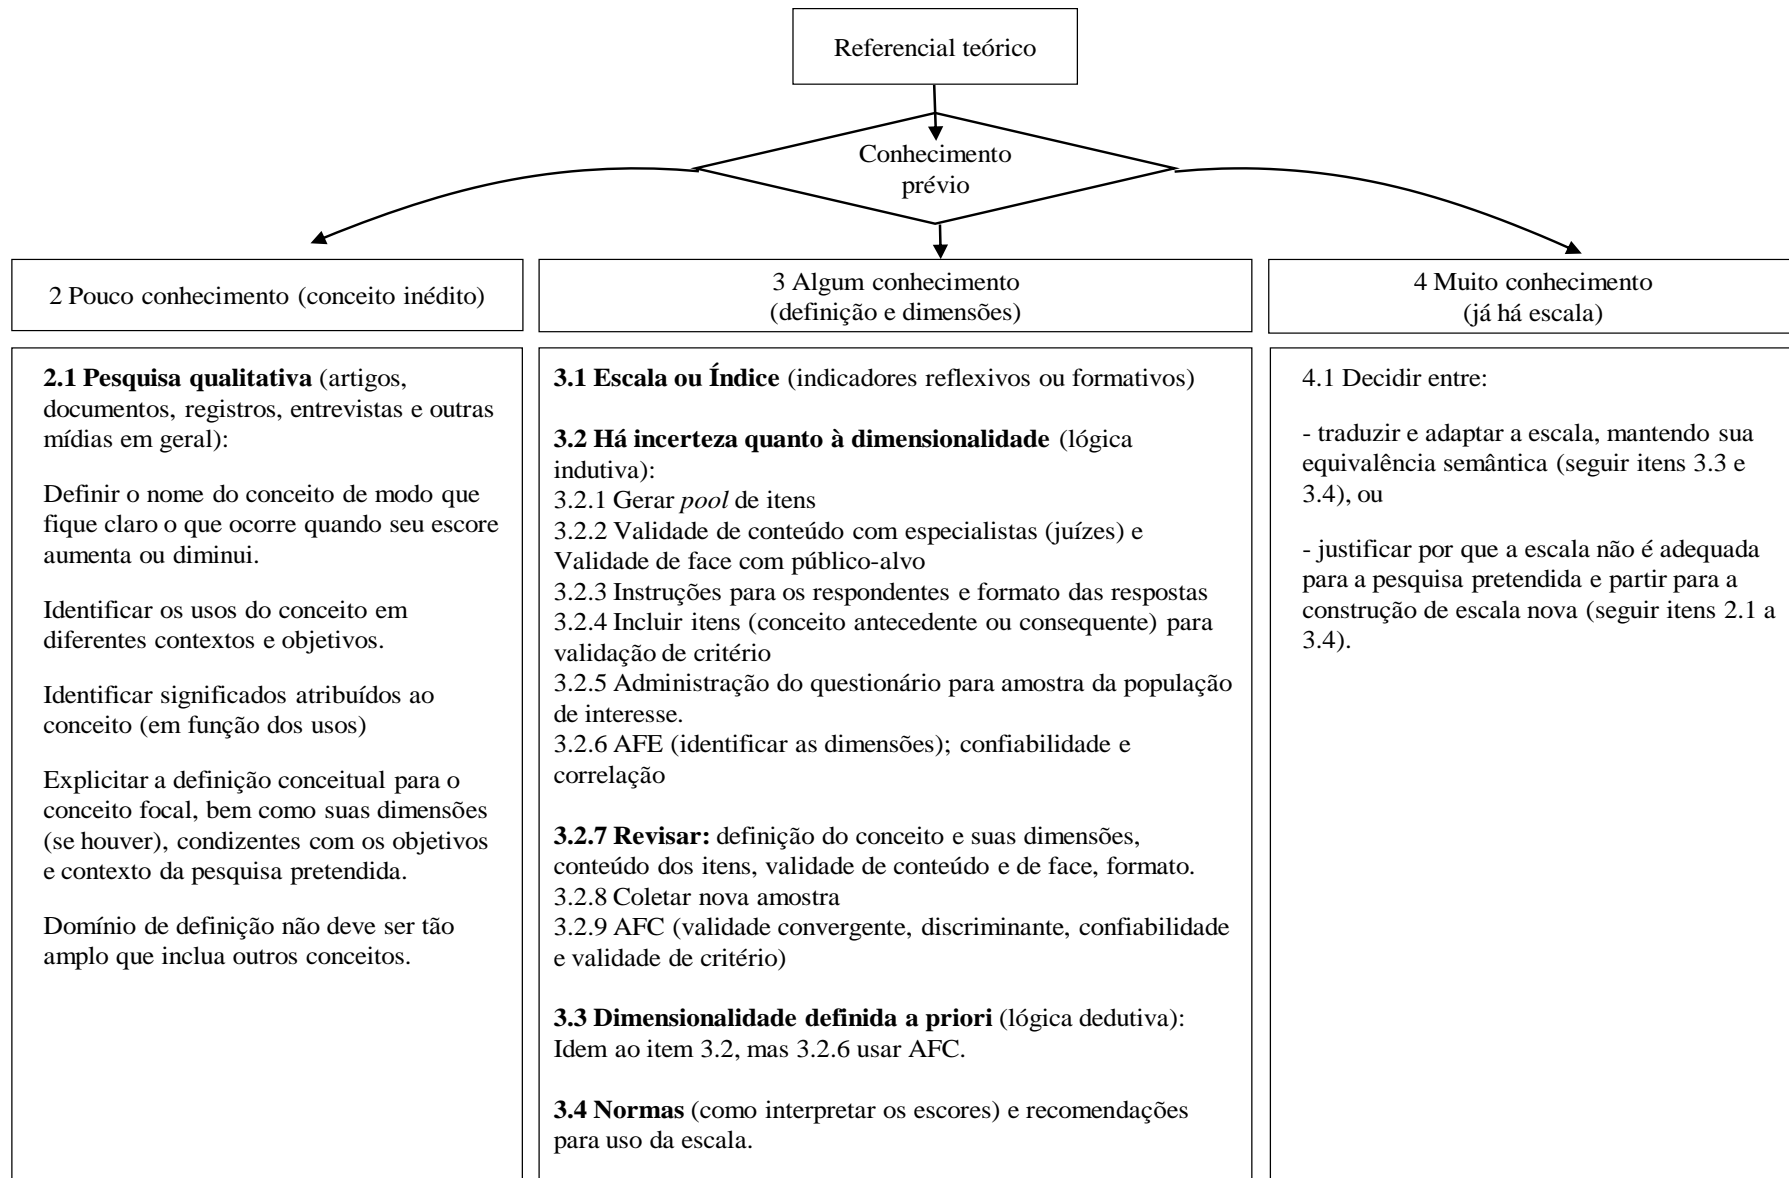 Referencial teórico
Conhecimento
prévio
2 Pouco conhecimento (conceito inédito)
3 Algum conhecimento
(definição e dimensões)
4 Muito conhecimento
(já há escala)
2.1 Pesquisa qualitativa (artigos,
documentos, registros, entrevistas e outras
mídias em geral):
Definir o nome do conceito de modo que
fique claro o que ocorre quando seu escore
aumenta ou diminui.
Identificar os usos do conceito em
diferentes contextos e objetivos.
Identificar significados atribuídos ao
conceito (em função dos usos)
Explicitar a definição conceitual para o
conceito focal, bem como suas dimensões
(se houver), condizentes com os objetivos
e contexto da pesquisa pretendida.
Domínio de definição não deve ser tão
amplo que inclua outros conceitos.
3.1 Escala ou Índice (indicadores reflexivos ou formativos)
3.2 Há incerteza quanto à dimensionalidade (lógica
indutiva):
3.2.1 Gerar pool de itens
3.2.2 Validade de conteúdo com especialistas (juízes) e
Validade de face com público-alvo
3.2.3 Instruções para os respondentes e formato das respostas
3.2.4 Incluir itens (conceito antecedente ou consequente) para
validação de critério
3.2.5 Administração do questionário para amostra da população
de interesse.
3.2.6 AFE (identificar as dimensões); confiabilidade e
correlação
3.2.7 Revisar: definição do conceito e suas dimensões,
conteúdo dos itens, validade de conteúdo e de face, formato.
3.2.8 Coletar nova amostra
3.2.9 AFC (validade convergente, discriminante, confiabilidade
e validade de critério)
3.3 Dimensionalidade definida a priori (lógica dedutiva):
Idem ao item 3.2, mas 3.2.6 usar AFC.
3.4 Normas (como interpretar os escores) e recomendações
para uso da escala.
4.1 Decidir entre:
- traduzir e adaptar a escala, mantendo sua
equivalência semântica (seguir itens 3.3 e
3.4), ou
- justificar por que a escala não é adequada
para a pesquisa pretendida e partir para a
construção de escala nova (seguir itens 2.1 a
3.4).